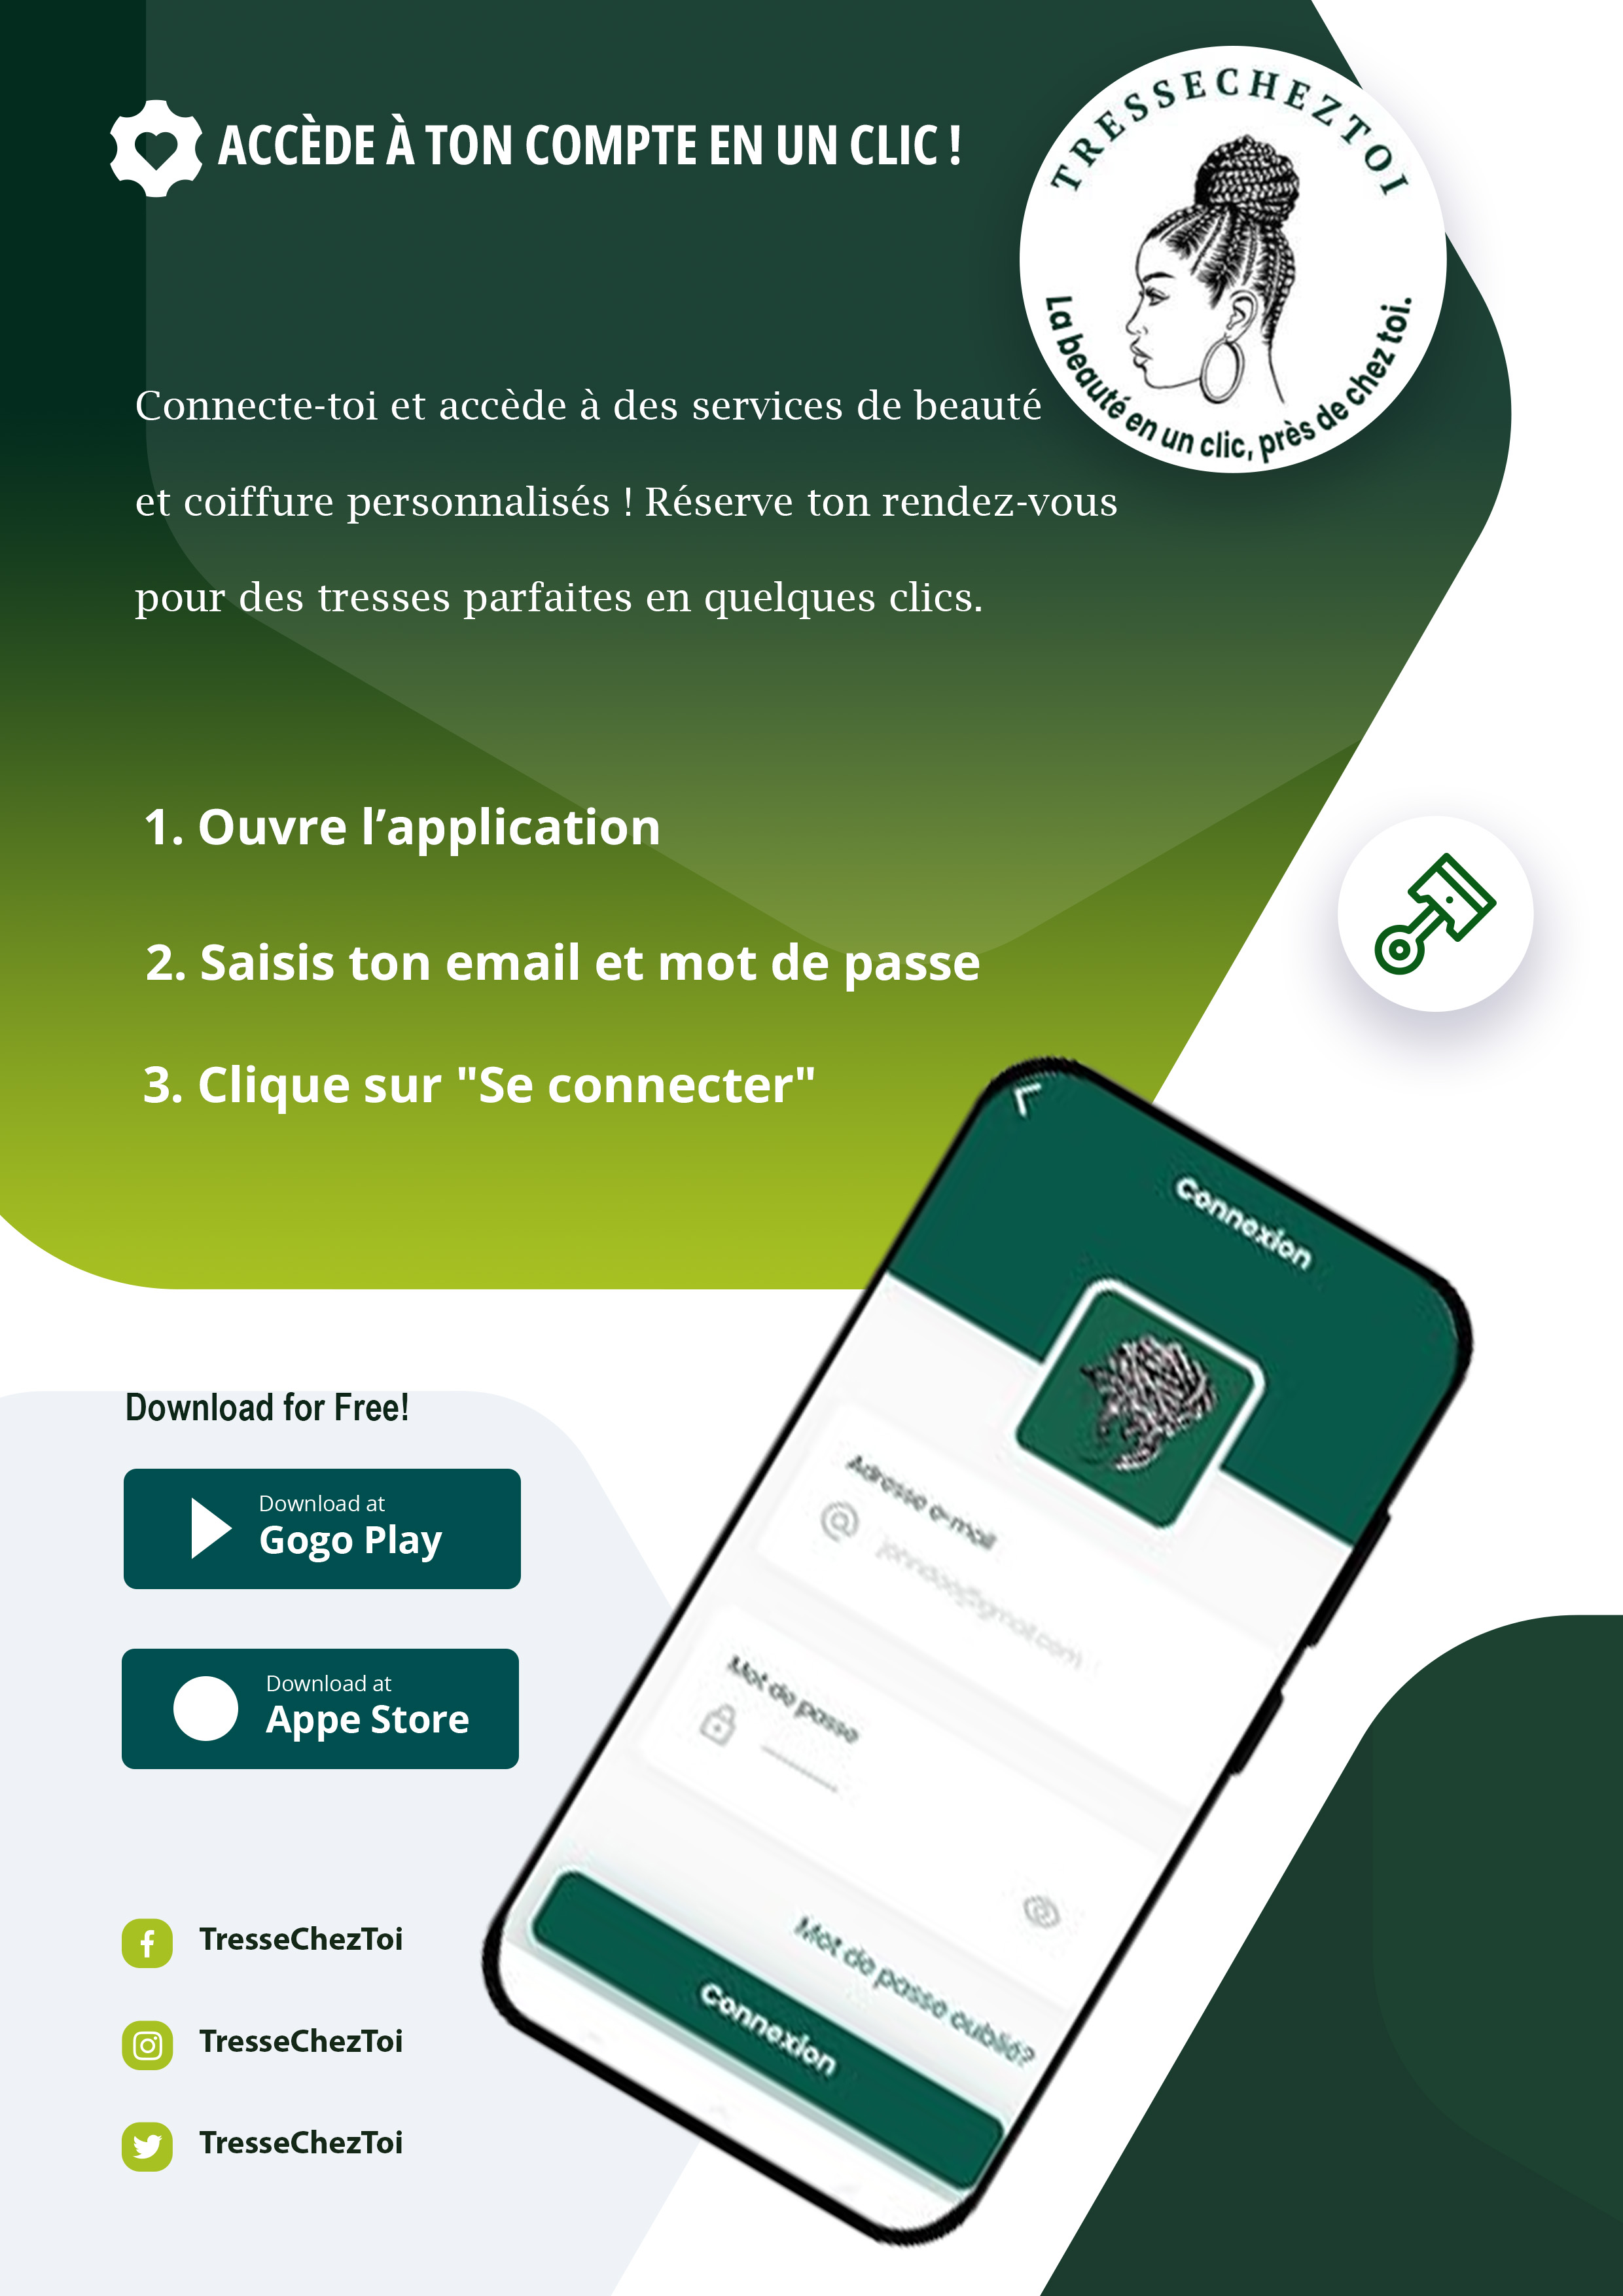 ACCÈDE À TON COMPTE EN UN CLIC !
TRESSECHEZTOI
La beauté en un clic, près de chez toi.
Connecte-toi et accède à des services de beauté
et coiffure personnalisés ! Réserve ton rendez-vous
pour des tresses parfaites en quelques clics.
1. Ouvre l’application
2. Saisis ton email et mot de passe
3. Clique sur "Se connecter"
Connexion
Adresse e-mail
johndoe@gmail.com
Mot de passe
Mot de passe oublié?
Connexion
Download for Free!
Download at
Gogo Play
Download at
Appe Store
TresseChezToi
TresseChezToi
TresseChezToi